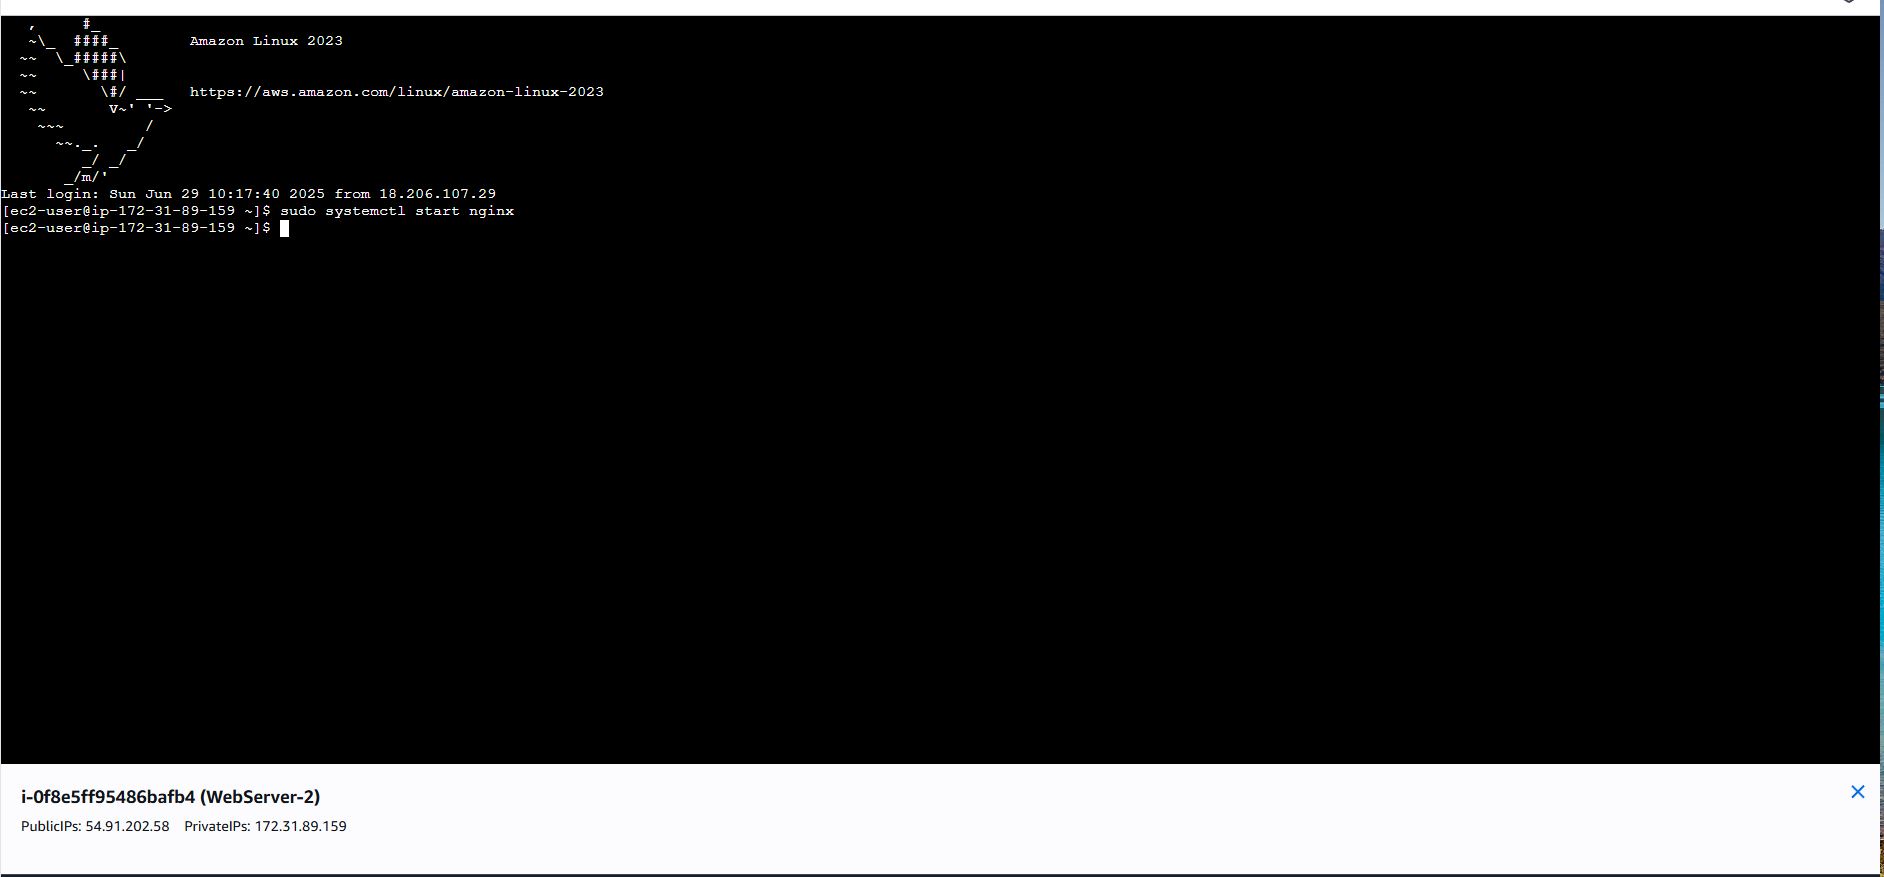 ,     #_
   ~\_  ####_        Amazon Linux 2023
  ~~  \_#####\
  ~~     \###|
  ~~       \#/ ___   https://aws.amazon.com/linux/amazon-linux-2023
   ~~       V~' '->
    ~~~         /
      ~~._.   _/
         _/ _/
       _/m/'
Last login: Sun Jun 29 10:17:40 2025 from 18.206.107.29
[ec2-user@ip-172-31-89-159 ~]$ sudo systemctl start nginx
[ec2-user@ip-172-31-89-159 ~]$
i-0f8e5ff95486bafb4 (WebServer-2)
PublicIPs: 54.91.202.58    PrivateIPs: 172.31.89.159